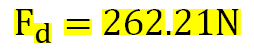 F_d = 262.21N